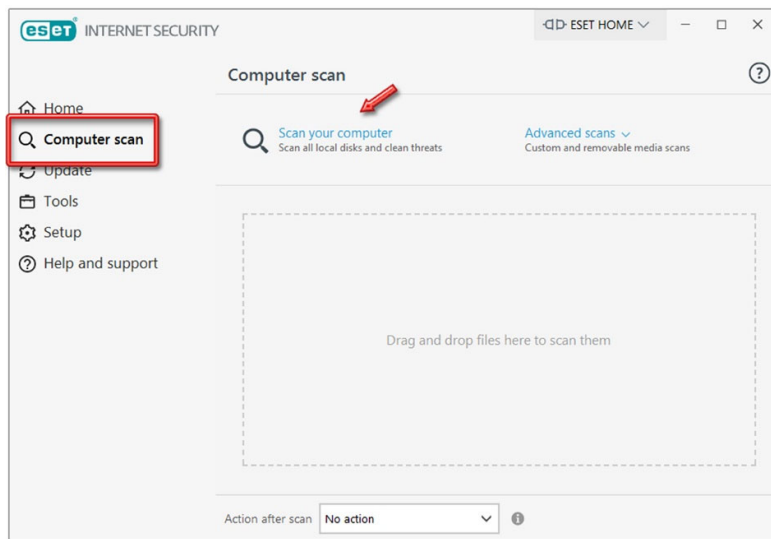 eset INTERNET SECURITY
ESET HOME
Computer scan
Home
Computer scan
Update
Tools
Setup
Help and support
Scan your computer
Scan all local disks and clean threats
Advanced scans
Custom and removable media scans
Drag and drop files here to scan them
Action after scan No action